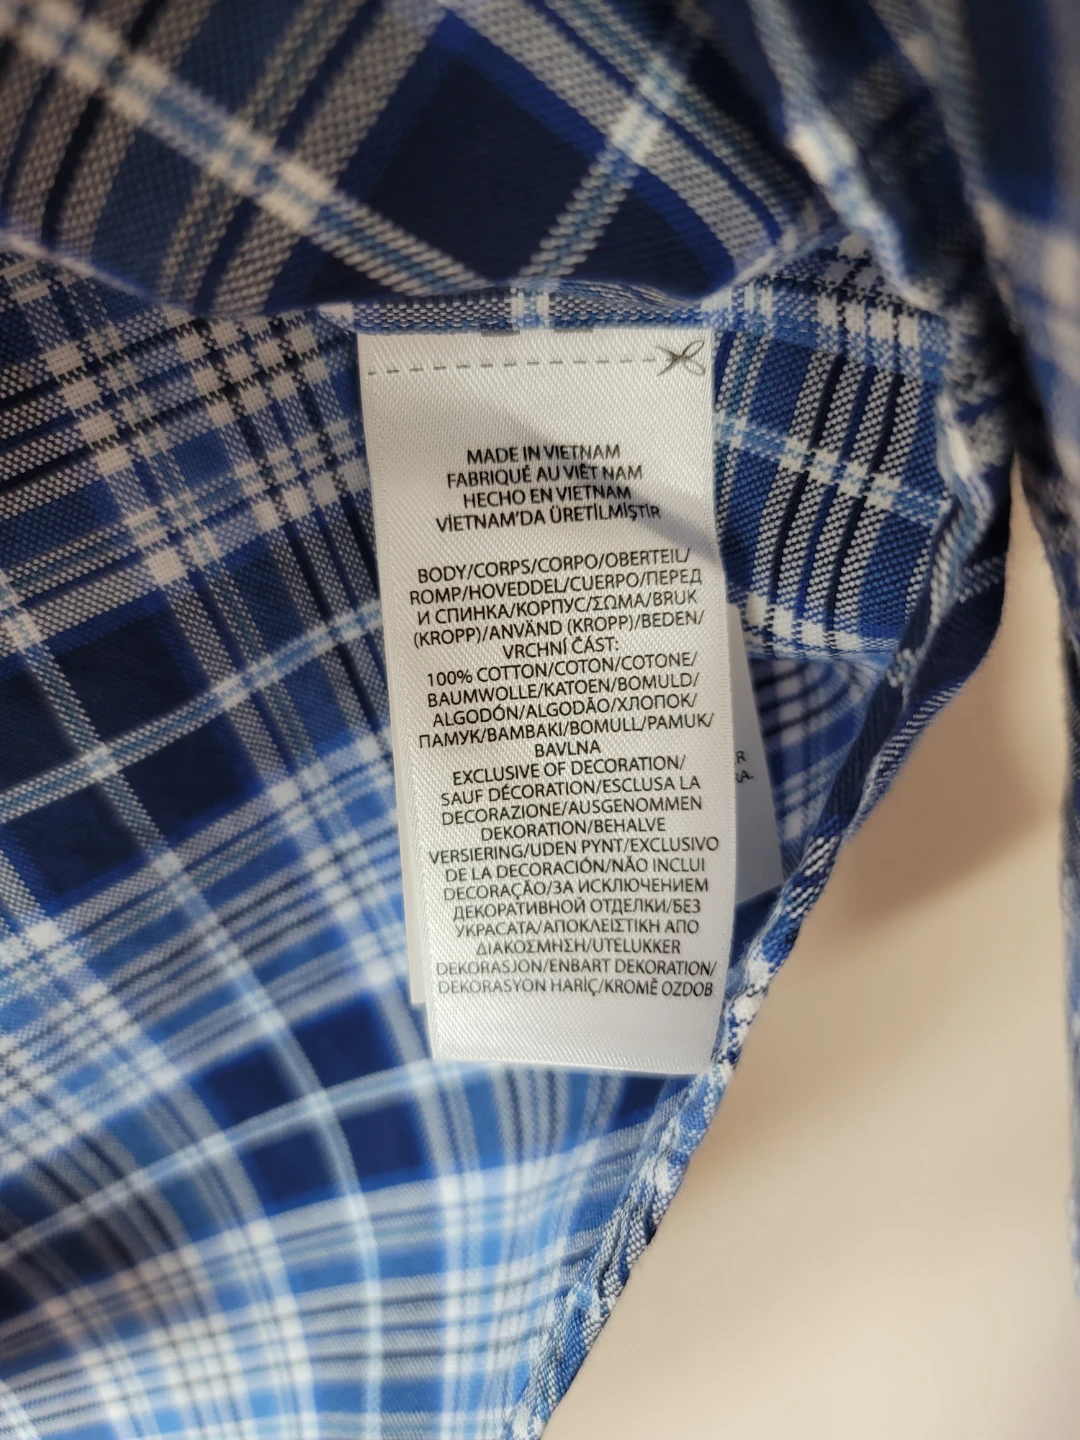 MADE IN VIETNAM
FABRIQUÉ AU VIÊT NAM
HECHO EN VIETNAM
VİETNAM'DA ÜRETİLMİŞTİR
BODY/CORPS/CORPO/OBERTEIL/
ROMP/HOVEDDEL/CUERPO/ПЕРЕД
И СПИНКА/КОРПУС/ΣΩΜΑ/BRUK
(KROPP)/ANVÄND (KROPP)/BEDEN/
VRCHNÍ ČÁST:
100% COTTON/COTON/COTONE/
BAUMWOLLE/KATOEN/BOMULD/
ALGODÓN/ALGODÃO/ХЛОПОК/
ПАМУК/BAMBAKI/BOMULL/PAMUK/
BAVLNA
EXCLUSIVE OF DECORATION/
SAUF DÉCORATION/ESCLUSA LA
DECORAZIONE/AUSGENOMMEN
DEKORATION/BEHALVE
VERSIERING/UDEN PYNT/EXCLUSIVO
DE LA DECORACIÓN/NÃO INCLUI
DECORAÇÃO/ЗА ИСКЛЮЧЕНИЕМ
ДЕКОРАТИВНОЙ ОТДЕЛКИ/БЕЗ
УКРАСАТА/ΑΠΟΚΛΕΙΣΤΙΚΗ ΑΠΟ
ΔΙΑΚΟΣΜΗΣΗ/UTELUKKER
DEKORASJON/ENBART DEKORATION/
DEKORASYON HARİÇ/KROMĚ OZDOB